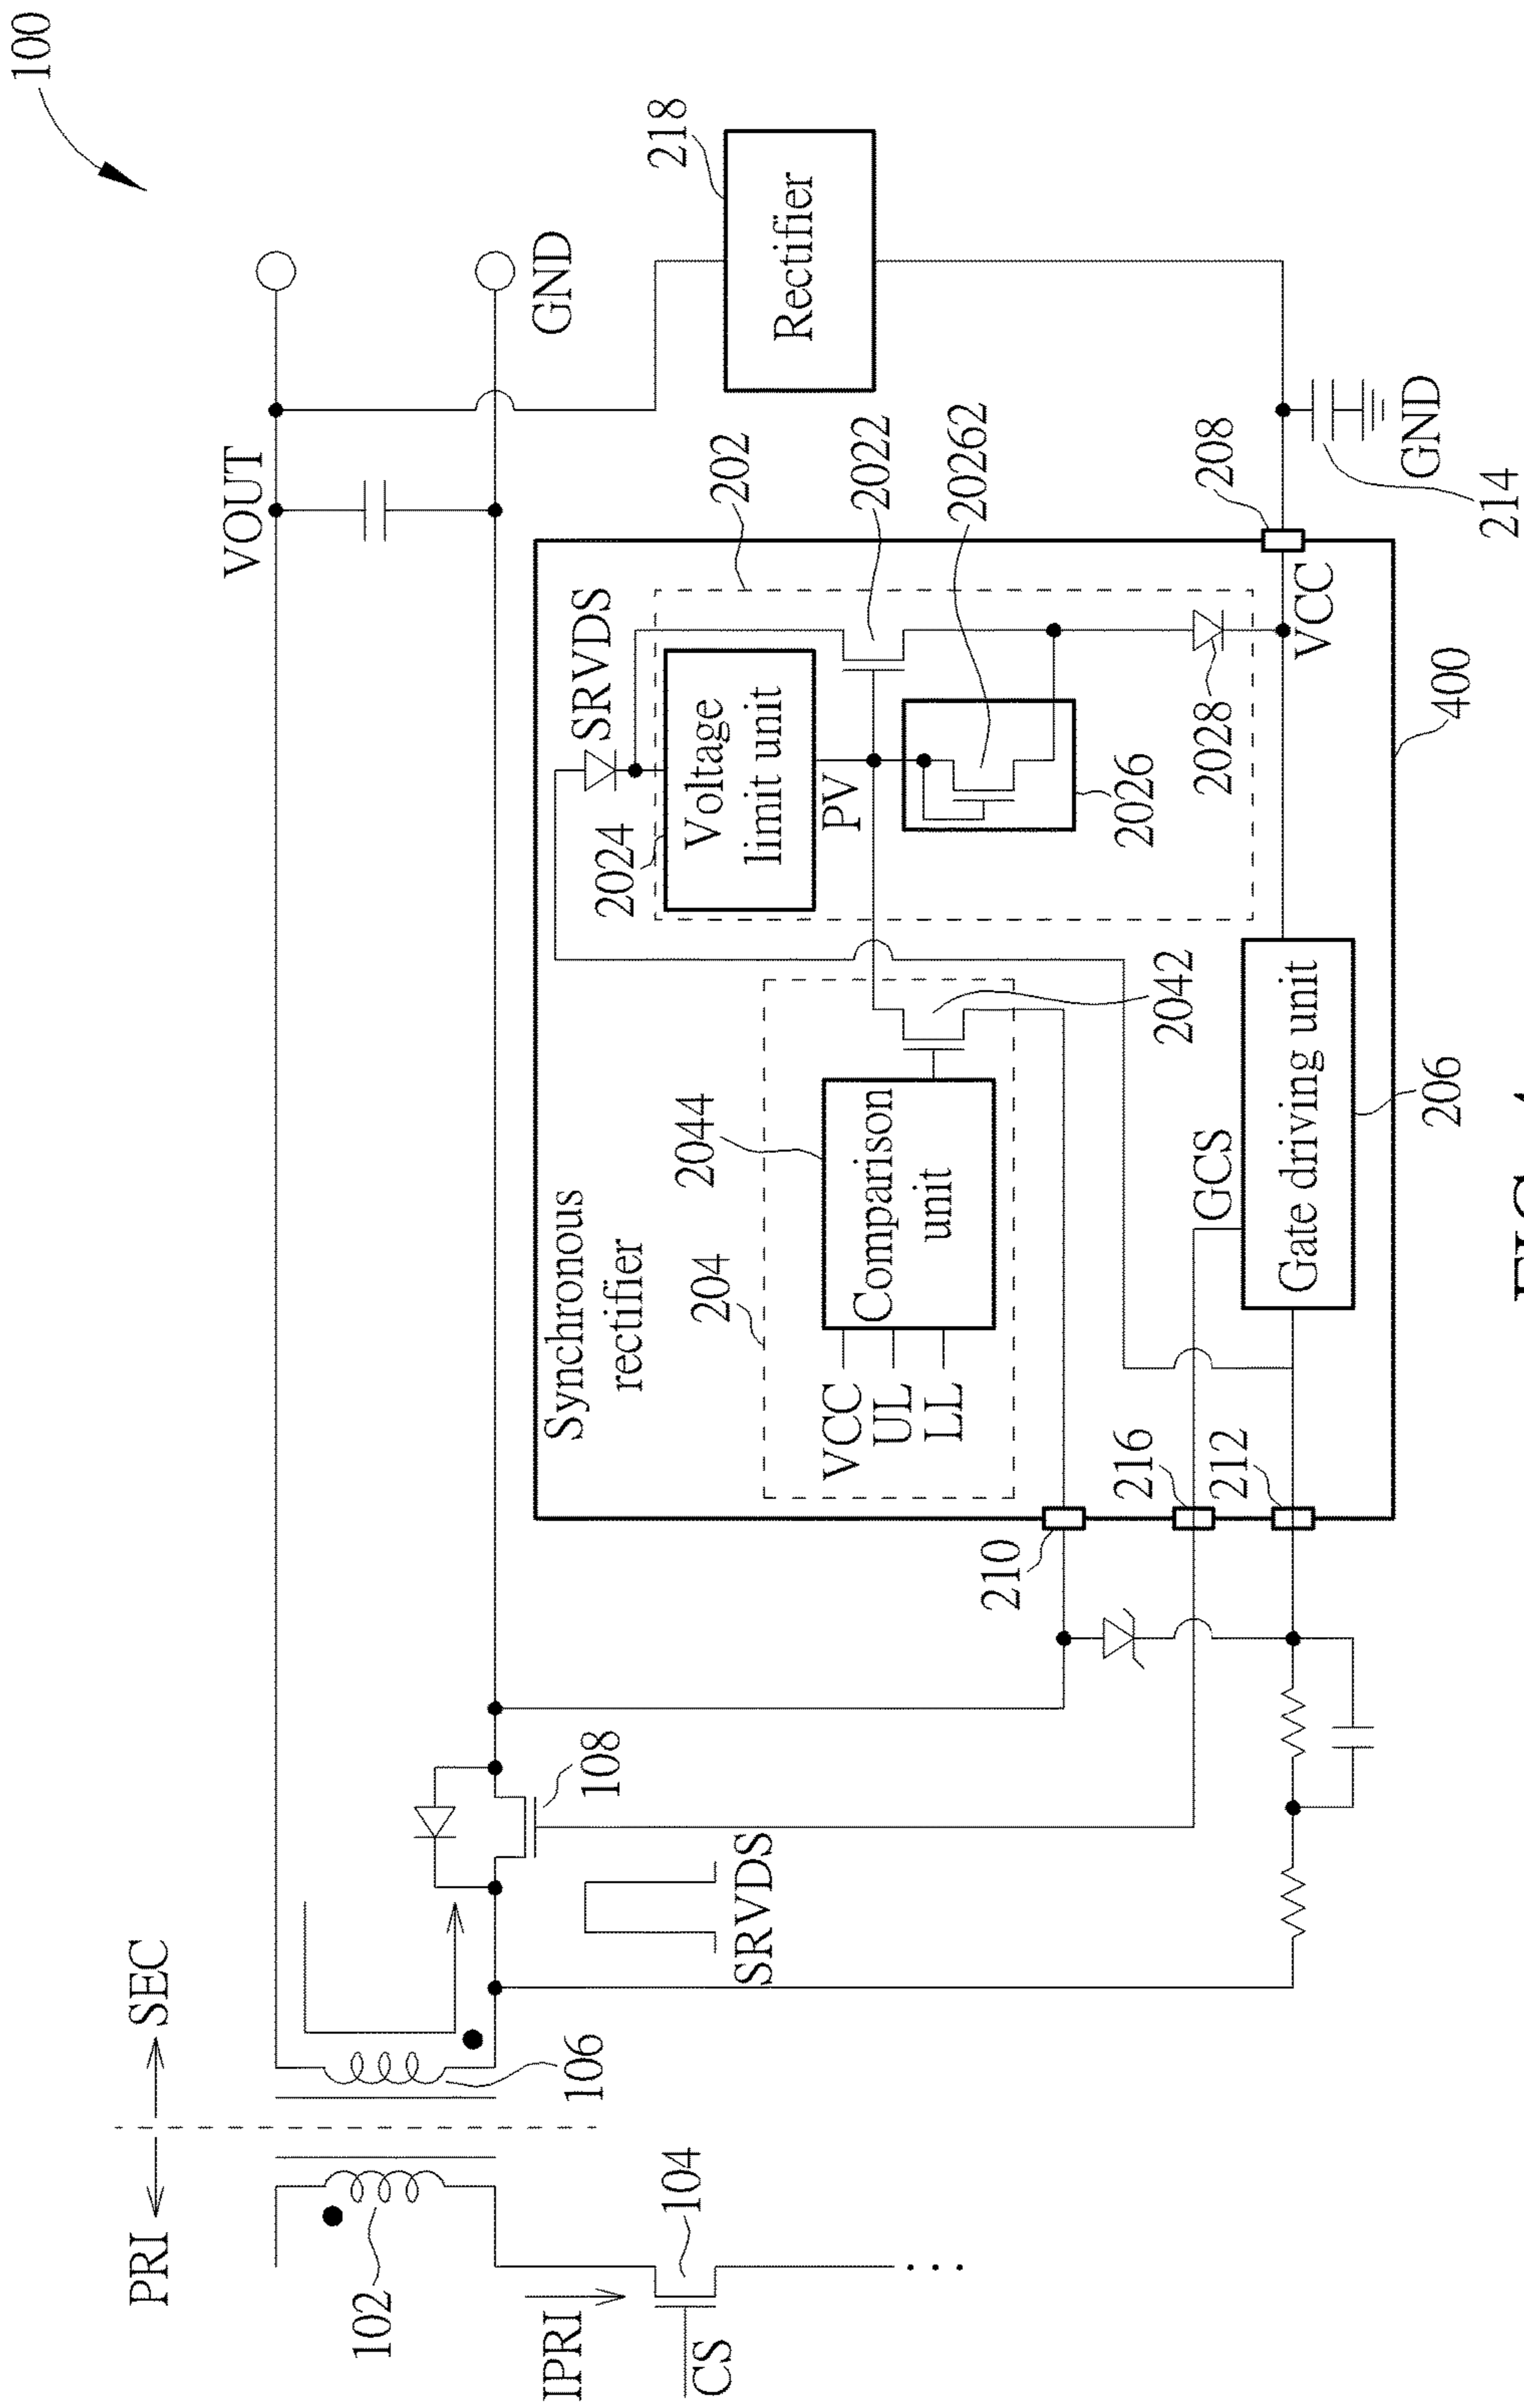 100
PRI
SEC
VOUT
GND
102
106
IPRI
CS
104
108
SRVDS
218
Rectifier
Synchronous
rectifier
SRVDS
202
2022
20262
2024
Voltage
limit unit
PV
2026
2028
208
VCC
214
GND
400
204
2044
Comparison
unit
VCC
UL
LL
2042
210
216
212
GCS
Gate driving unit
206